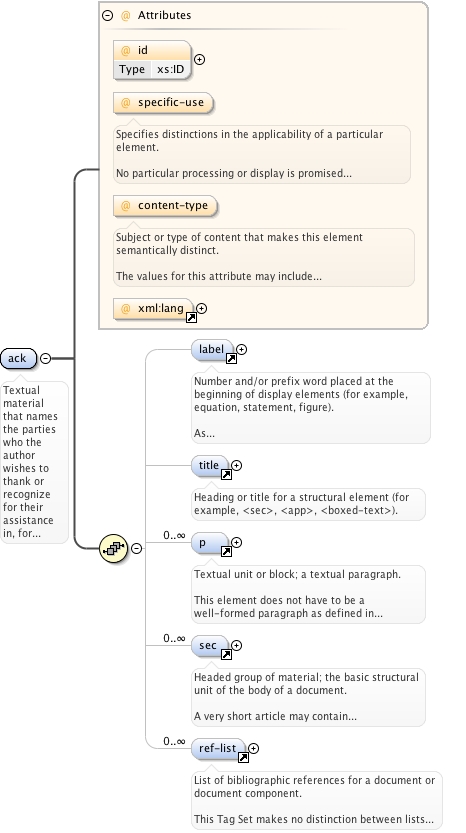 @ Attributes
@ id
Type xs:ID
@ specific-use
Specifies distinctions in the applicability of a particular
element.
No particular processing or display is promised...
@ content-type
Subject or type of content that makes this element
semantically distinct.
The values for this attribute may include...
@ xml:lang
ack
Textual
material
that names
the parties
who the
author
wishes to
thank or
recognize
for their
assistance
in, for...
label
Number and/or prefix word placed at the
beginning of display elements (for example,
equation, statement, figure).
As...
title
Heading or title for a structural element (for
example, <sec>, <app>, <boxed-text>).
0..∞
p
Textual unit or block; a textual paragraph.
This element does not have to be a
well-formed paragraph as defined in...
0..∞
sec
Headed group of material; the basic structural
unit of the body of a document.
A very short article may contain...
0..∞
ref-list
List of bibliographic references for a document or
document component.
This Tag Set makes no distinction between lists...